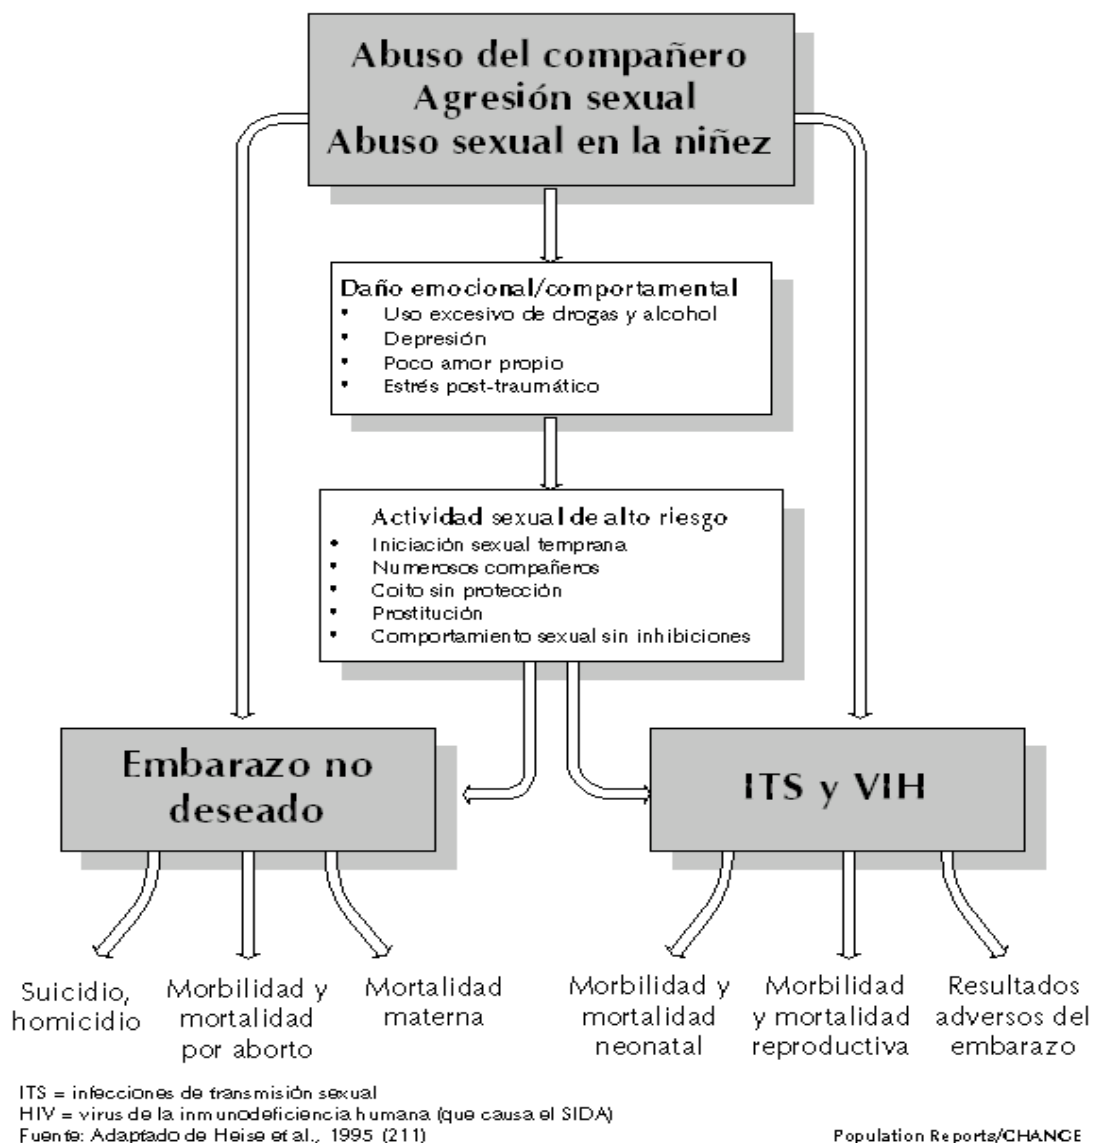 Abuso del compañero
Agresión sexual
Abuso sexual en la niñez
Daño emocional/comportamental
• Uso excesivo de drogas y alcohol
• Depresión
• Poco amor propio
• Estrés post-traumático
Actividad sexual de alto riesgo
• Iniciación sexual temprana
• Numerosos compañeros
• Coito sin protección
• Prostitución
• Comportamiento sexual sin inhibiciones
Embarazo no
deseado
ITS y VIH
Suicidio,
homicidio
Morbilidad y
mortalidad
por aborto
Mortalidad
materna
Morbilidad y
mortalidad
neonatal
Morbilidad
y mortalidad
reproductiva
Resultados
adversos del
embarazo
ITS = infecciones de transmisión sexual
HIV = virus de la inmunodeficiencia humana (que causa el SIDA)
Fuente: Adaptado de Heise et al., 1995 (211)
Population Reports/CHANGE